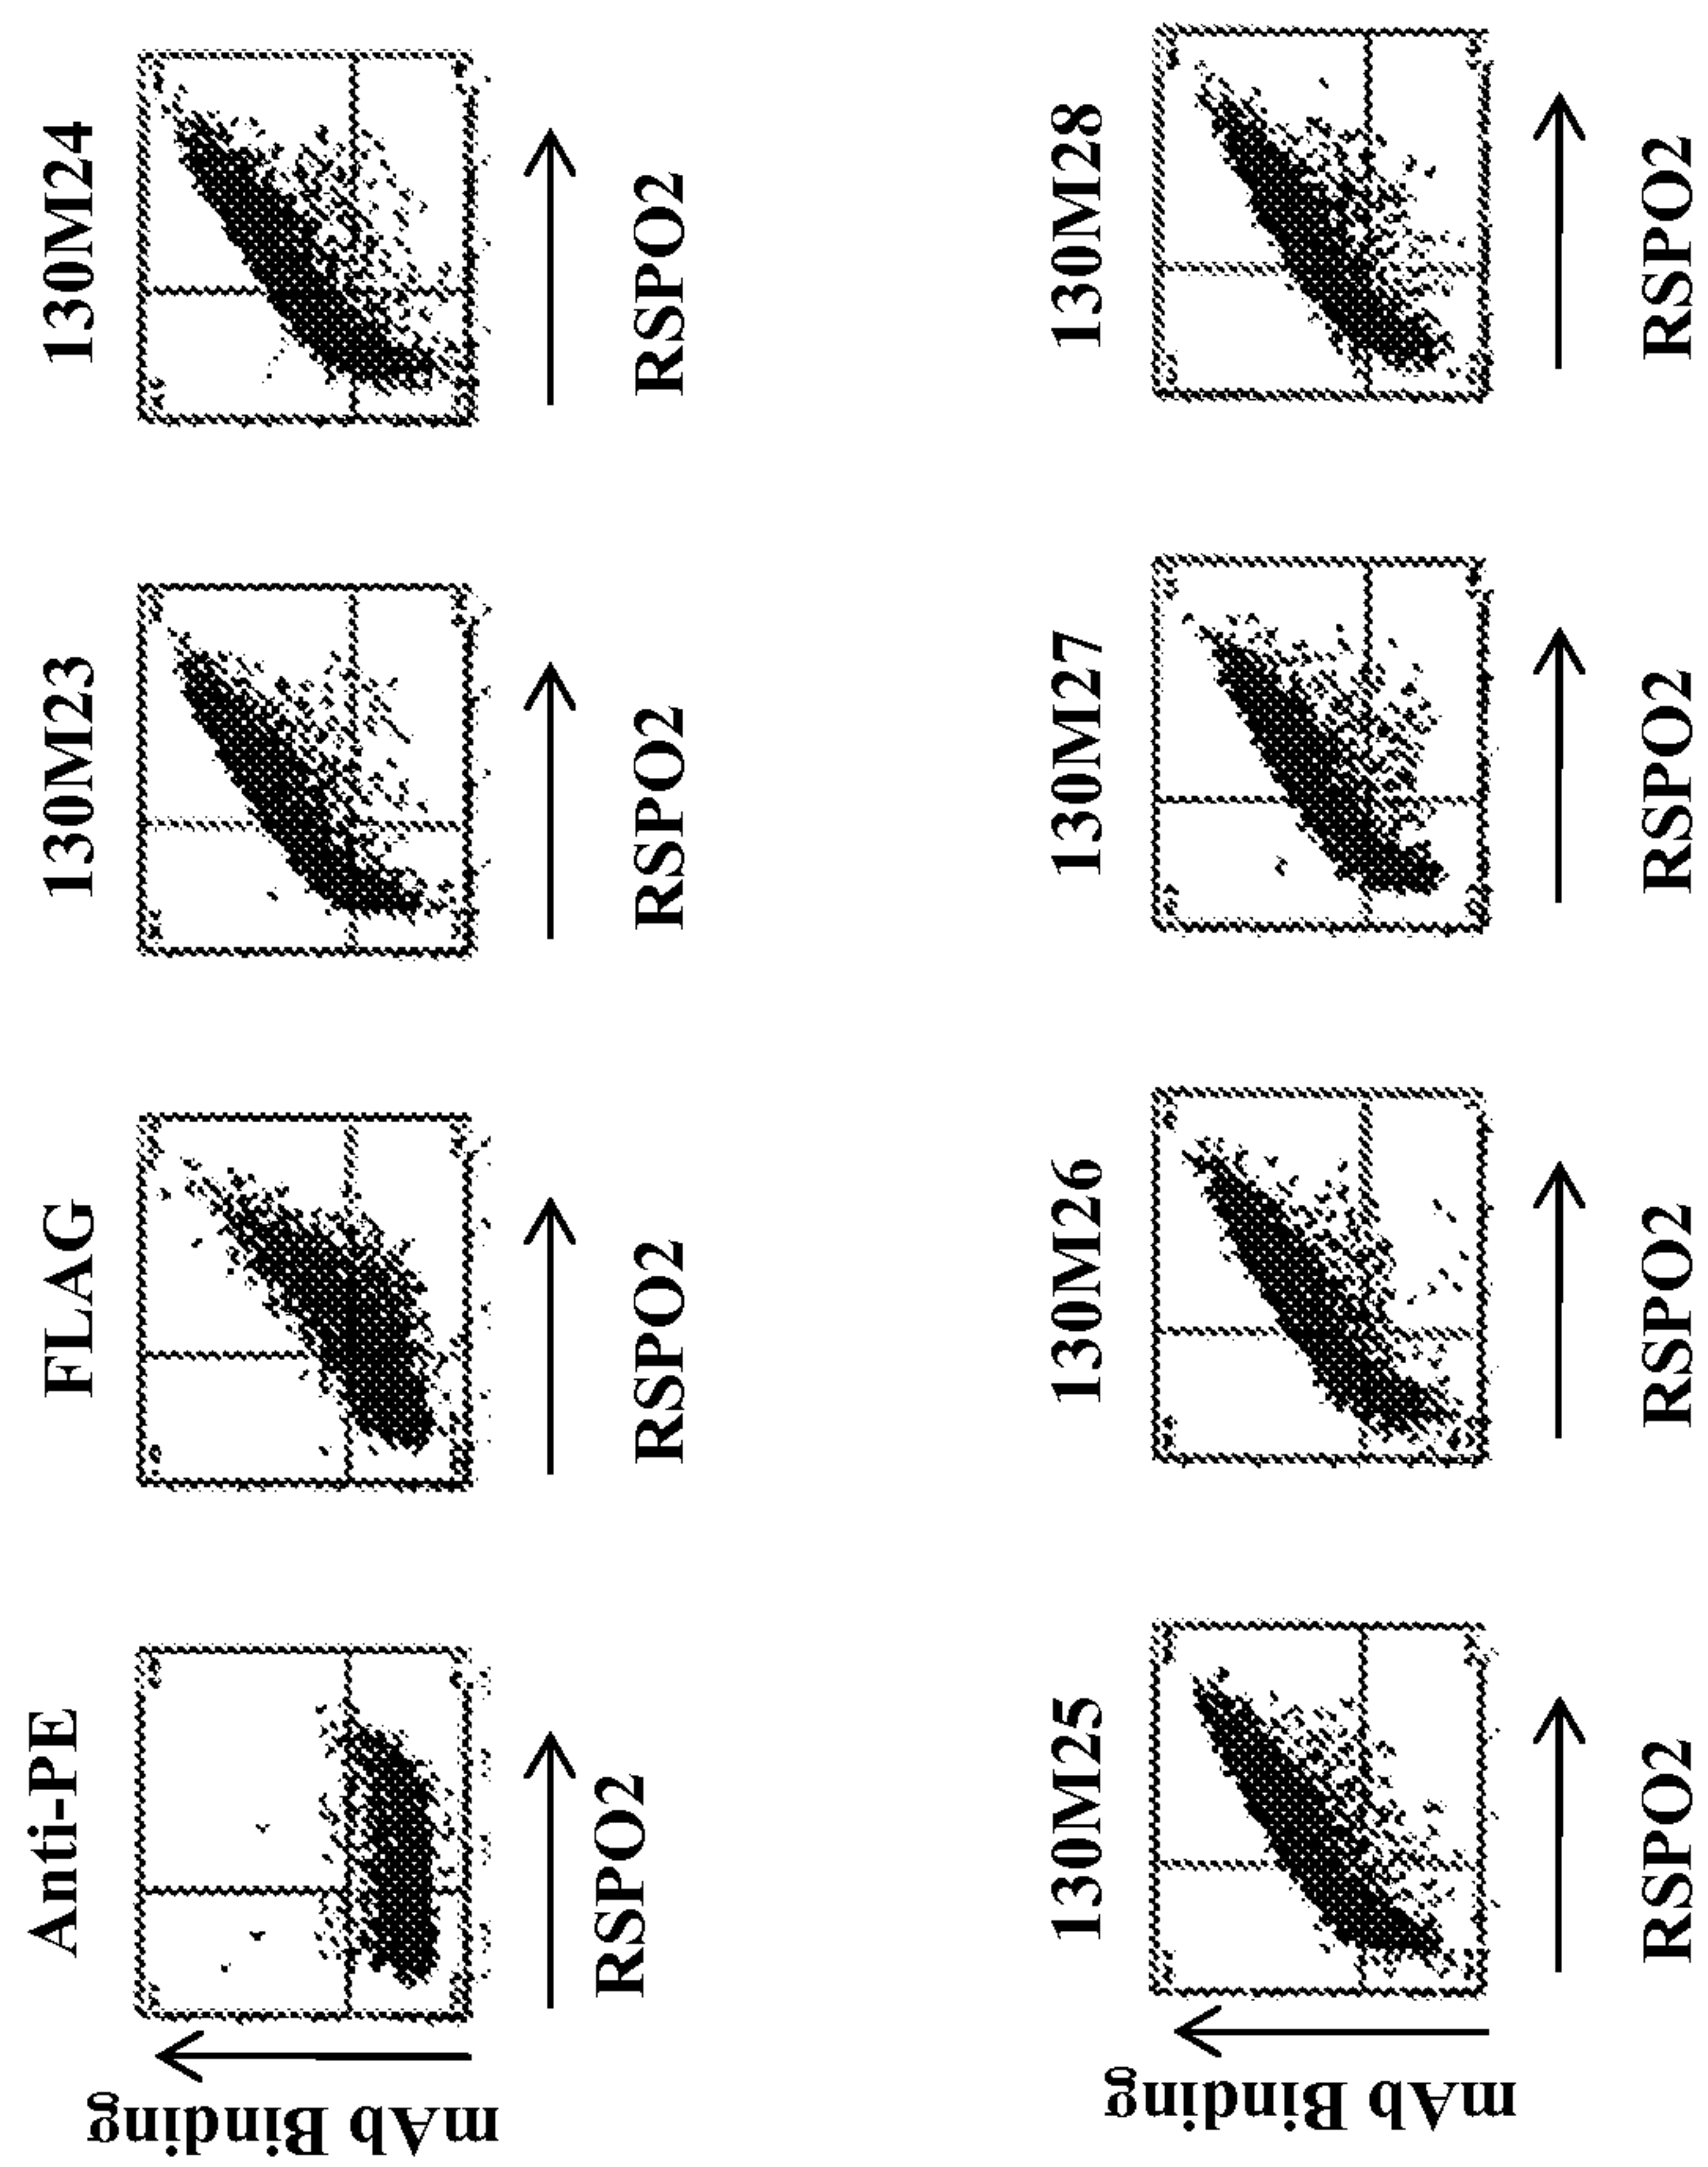 Anti-PE
FLAG
130M23
130M24
mAb Binding
RSPO2
RSPO2
RSPO2
RSPO2
130M25
130M26
130M27
130M28
mAb Binding
RSPO2
RSPO2
RSPO2
RSPO2